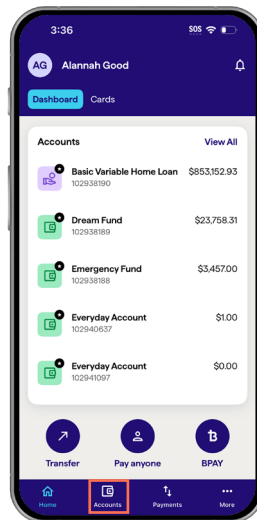 3:36
SOS
AG Alannah Good
Dashboard Cards
Accounts View All
Basic Variable Home Loan $853,152.93
102938190
Dream Fund $23,758.31
102938189
Emergency Fund $3,457.00
102938188
Everyday Account $1.00
102940637
Everyday Account $0.00
102941097
Transfer Pay anyone BPAY
Home Accounts Payments More